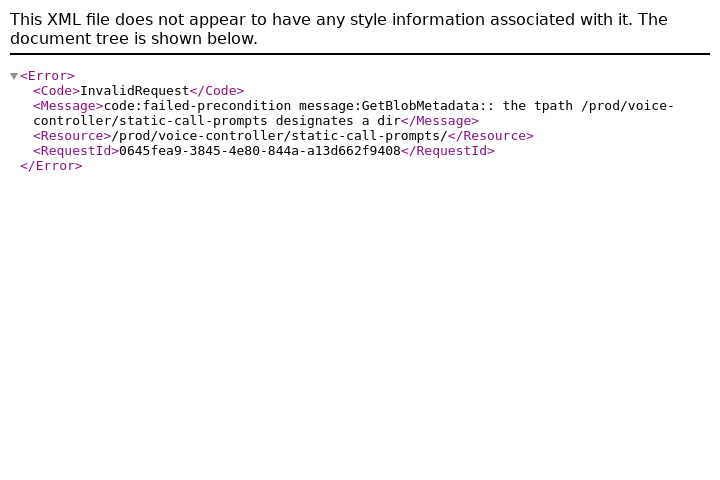 This XML file does not appear to have any style information associated with it. The
document tree is shown below.
<Error>
<Code>InvalidRequest</Code>
<Message>code:failed-precondition message:GetBlobMetadata:: the tpath /prod/voice-
controller/static-call-prompts designates a dir</Message>
<Resource>/prod/voice-controller/static-call-prompts/</Resource>
<RequestId>0645fea9-3845-4e80-844a-a13d662f9408</RequestId>
</Error>